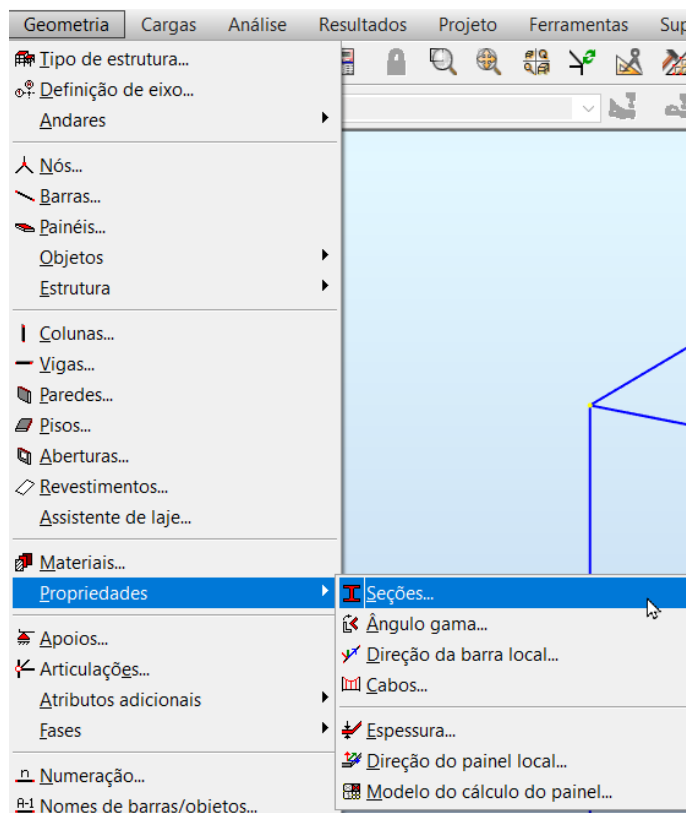 Geometria Cargas Análise Resultados Projeto Ferramentas Sup
Tipo de estrutura...
Definição de eixo...
Andares
Nós...
Barras...
Painéis...
Objetos
Estrutura
Colunas...
Vigas...
Paredes...
Pisos...
Aberturas...
Revestimentos...
Assistente de laje...
Materiais...
Propriedades
Seções...
Ângulo gama...
Direção da barra local...
Cabos...
Espessura...
Direção do painel local...
Modelo do cálculo do painel...
Apoios...
Articulações...
Atributos adicionais
Fases
Numeração...
Nomes de barras/objetos...